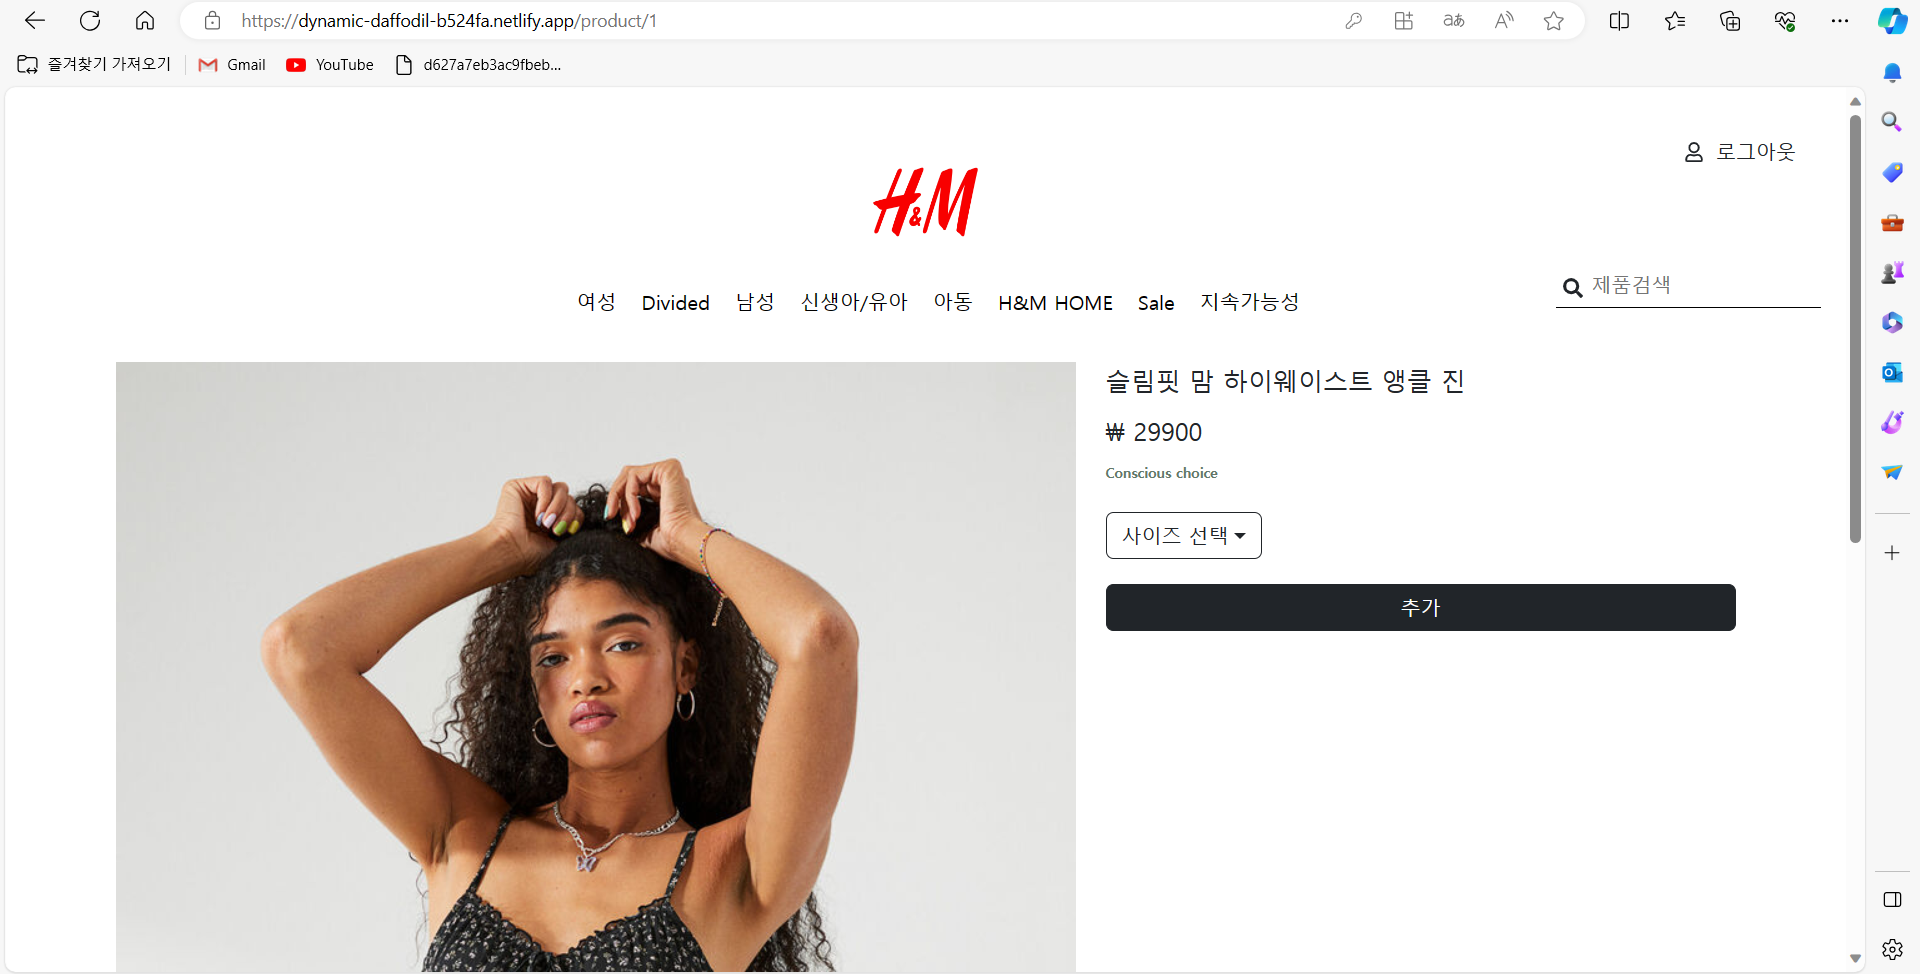 https://dynamic-daffodil-b524fa.netlify.app/product/1
즐겨찾기 가져오기
Gmail
YouTube
d627a7eb3ac9fbeb...
로그아웃
H&M
여성 Divided 남성 신생아/유아 아동 H&M HOME Sale 지속가능성
제품검색
슬림핏 맘 하이웨이스트 앵클 진
₩ 29900
Conscious choice
사이즈 선택
추가